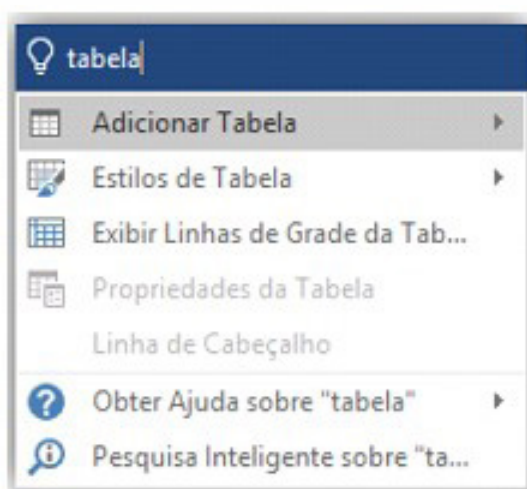 tabela
Adicionar Tabela
Estilos de Tabela
Exibir Linhas de Grade da Tab...
Propriedades da Tabela
Linha de Cabeçalho
Obter Ajuda sobre "tabela"
Pesquisa Inteligente sobre "ta...